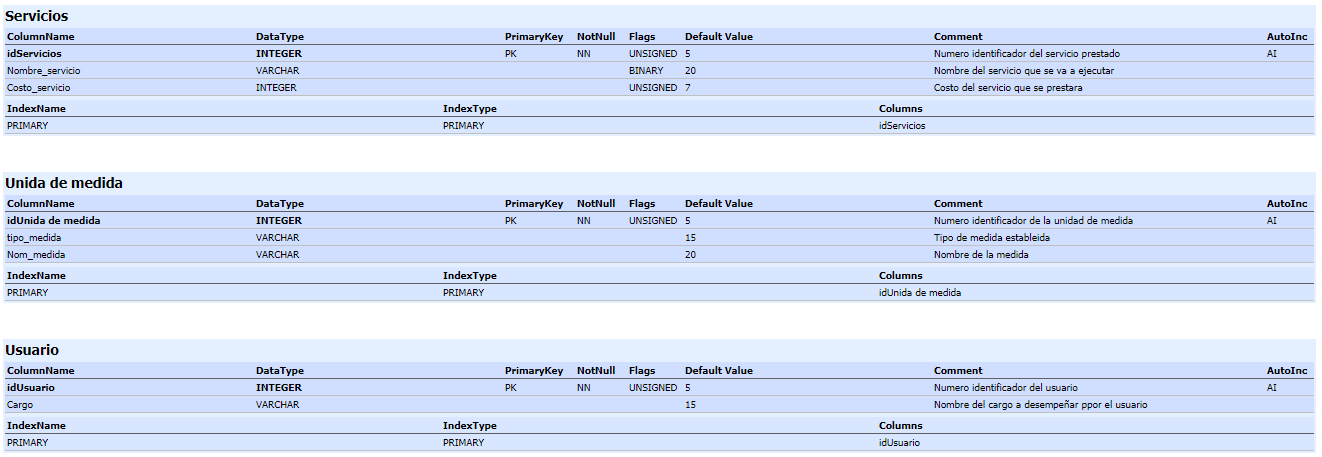 Servicios
ColumnName DataType PrimaryKey NotNull Flags Default Value Comment AutoInc
idServicios INTEGER PK NN UNSIGNED 5 Numero identificador del servicio prestado AI
Nombre_servicio VARCHAR BINARY 20 Nombre del servicio que se va a ejecutar
Costo_servicio INTEGER UNSIGNED 7 Costo del servicio que se prestara
IndexName IndexType Columns
PRIMARY PRIMARY idServicios
Unida de medida
ColumnName DataType PrimaryKey NotNull Flags Default Value Comment AutoInc
idUnida de medida INTEGER PK NN UNSIGNED 5 Numero identificador de la unidad de medida AI
tipo_medida VARCHAR 15 Tipo de medida estableida
Nom_medida VARCHAR 20 Nombre de la medida
IndexName IndexType Columns
PRIMARY PRIMARY idUnida de medida
Usuario
ColumnName DataType PrimaryKey NotNull Flags Default Value Comment AutoInc
idUsuario INTEGER PK NN UNSIGNED 5 Numero identificador del usuario AI
Cargo VARCHAR 15 Nombre del cargo a desempeñar ppor el usuario
IndexName IndexType Columns
PRIMARY PRIMARY idUsuario